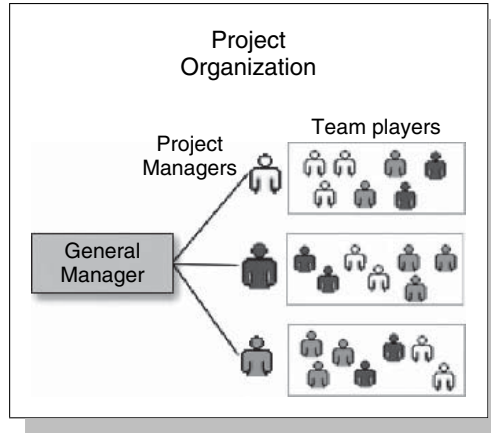 Project
Organization
Project
Managers
Team players
General
Manager